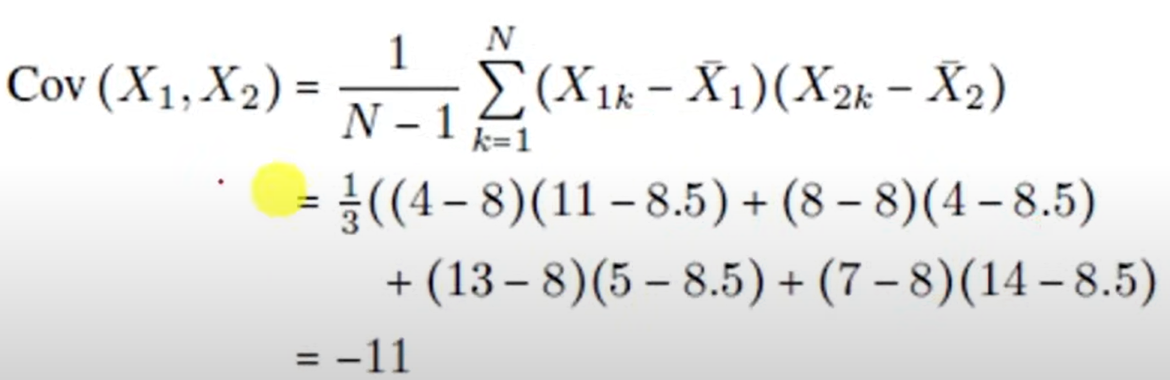 Cov (X₁, X₂) = 1/(N − 1) ∑ₖ₌₁ᴺ (X₁ₖ − X̄₁)(X₂ₖ − X̄₂)
= 1/3((4 − 8)(11 − 8.5) + (8 − 8)(4 − 8.5)
+ (13 − 8)(5 − 8.5) + (7 − 8)(14 − 8.5)
= −11